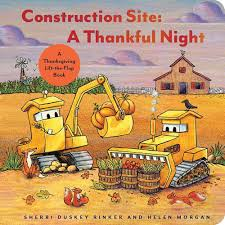 Construction Site:
A Thankful Night
A
Thanksgiving
Lift-the-Flap
Book
SHERRI DUSKEY RINKER AND HELEN MORGAN